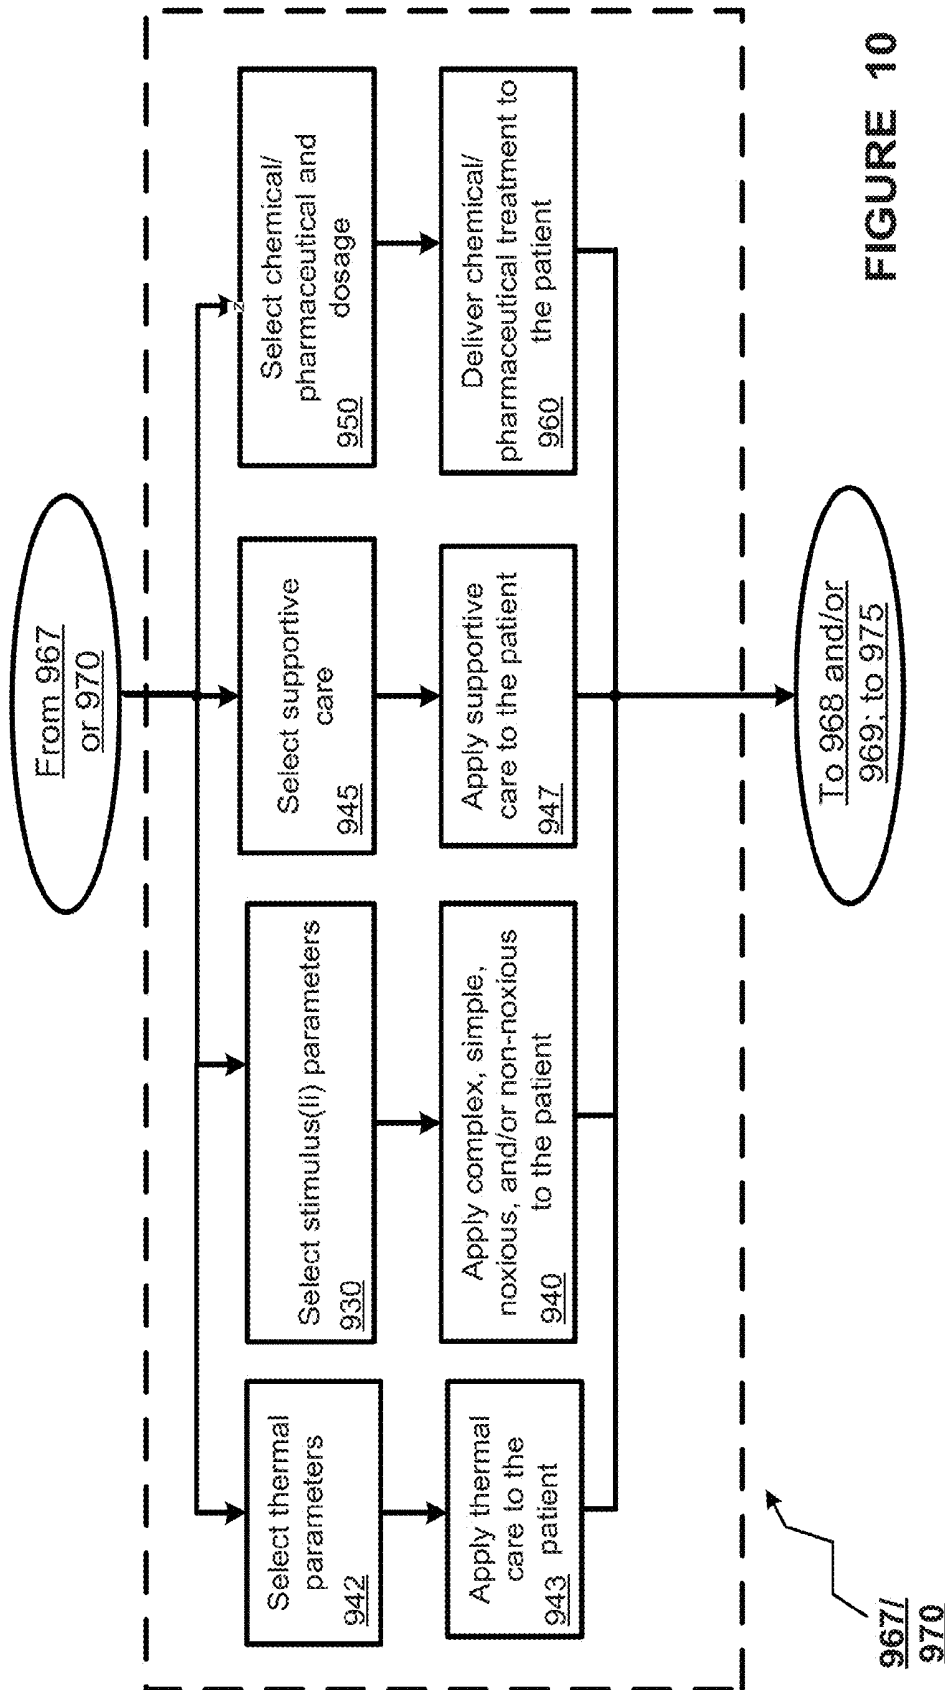 From 967
or 970
Select thermal
parameters
942
Select stimulus(li) parameters
930
Select supportive
care
945
Select chemical/
pharmaceutical and
dosage
950
Apply thermal
care to the
patient
943
Apply complex, simple,
noxious, and/or non-noxious
to the patient
940
Apply supportive
care to the patient
947
Deliver chemical/
pharmaceutical treatment to
the patient
960
To 968 and/or
969; to 975
967/
970
FIGURE 10